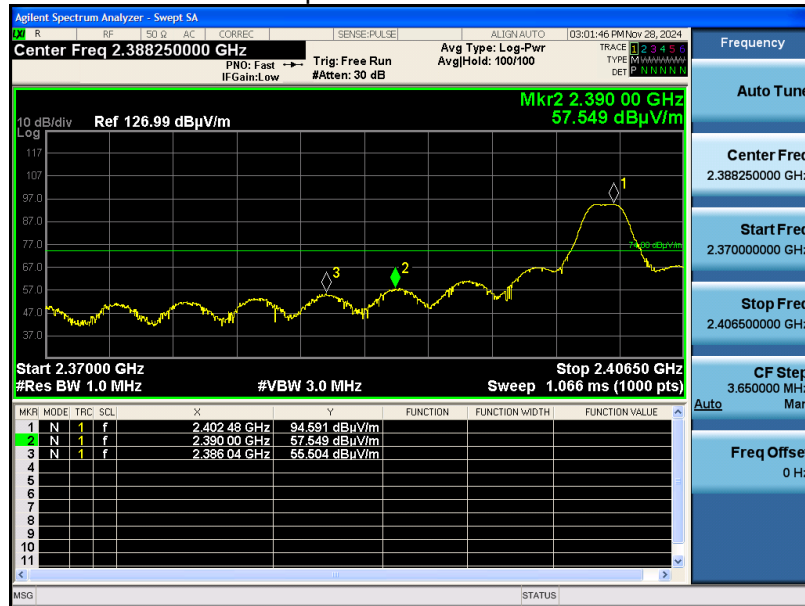 Agilent Spectrum Analyzer - Swept SA
LXI R RF 50 Ω AC CORREC SENSE:PULSE ALIGN AUTO 03:01:46 PM Nov 28, 2024
Center Freq 2.388250000 GHz
PNO: Fast
IFGain:Low
Trig: Free Run
#Atten: 30 dB
Avg Type: Log-Pwr
Avg|Hold: 100/100
TRACE 1 2 3 4 5 6
TYPE M
DET P N N N N N
Mkr2 2.390 00 GHz
57.549 dBµV/m
10 dB/div Ref 126.99 dBµV/m
Log
117
107
97.0
87.0
77.0
67.0
57.0
47.0
37.0
1
2
3
74.00 dBµV/m
Start 2.37000 GHz Stop 2.40650 GHz
#Res BW 1.0 MHz #VBW 3.0 MHz Sweep 1.066 ms (1000 pts)
MKR MODE TRC SCL X Y FUNCTION FUNCTION WIDTH FUNCTION VALUE
1 N 1 f 2.402 48 GHz 94.591 dBµV/m
2 N 1 f 2.390 00 GHz 57.549 dBµV/m
3 N 1 f 2.386 04 GHz 55.504 dBµV/m
4
5
6
7
8
9
10
11
MSG STATUS
Frequency
Auto Tune
Center Freq
2.388250000 GHz
Start Freq
2.370000000 GHz
Stop Freq
2.406500000 GHz
CF Step
3.650000 MHz
Auto Man
Freq Offset
0 Hz